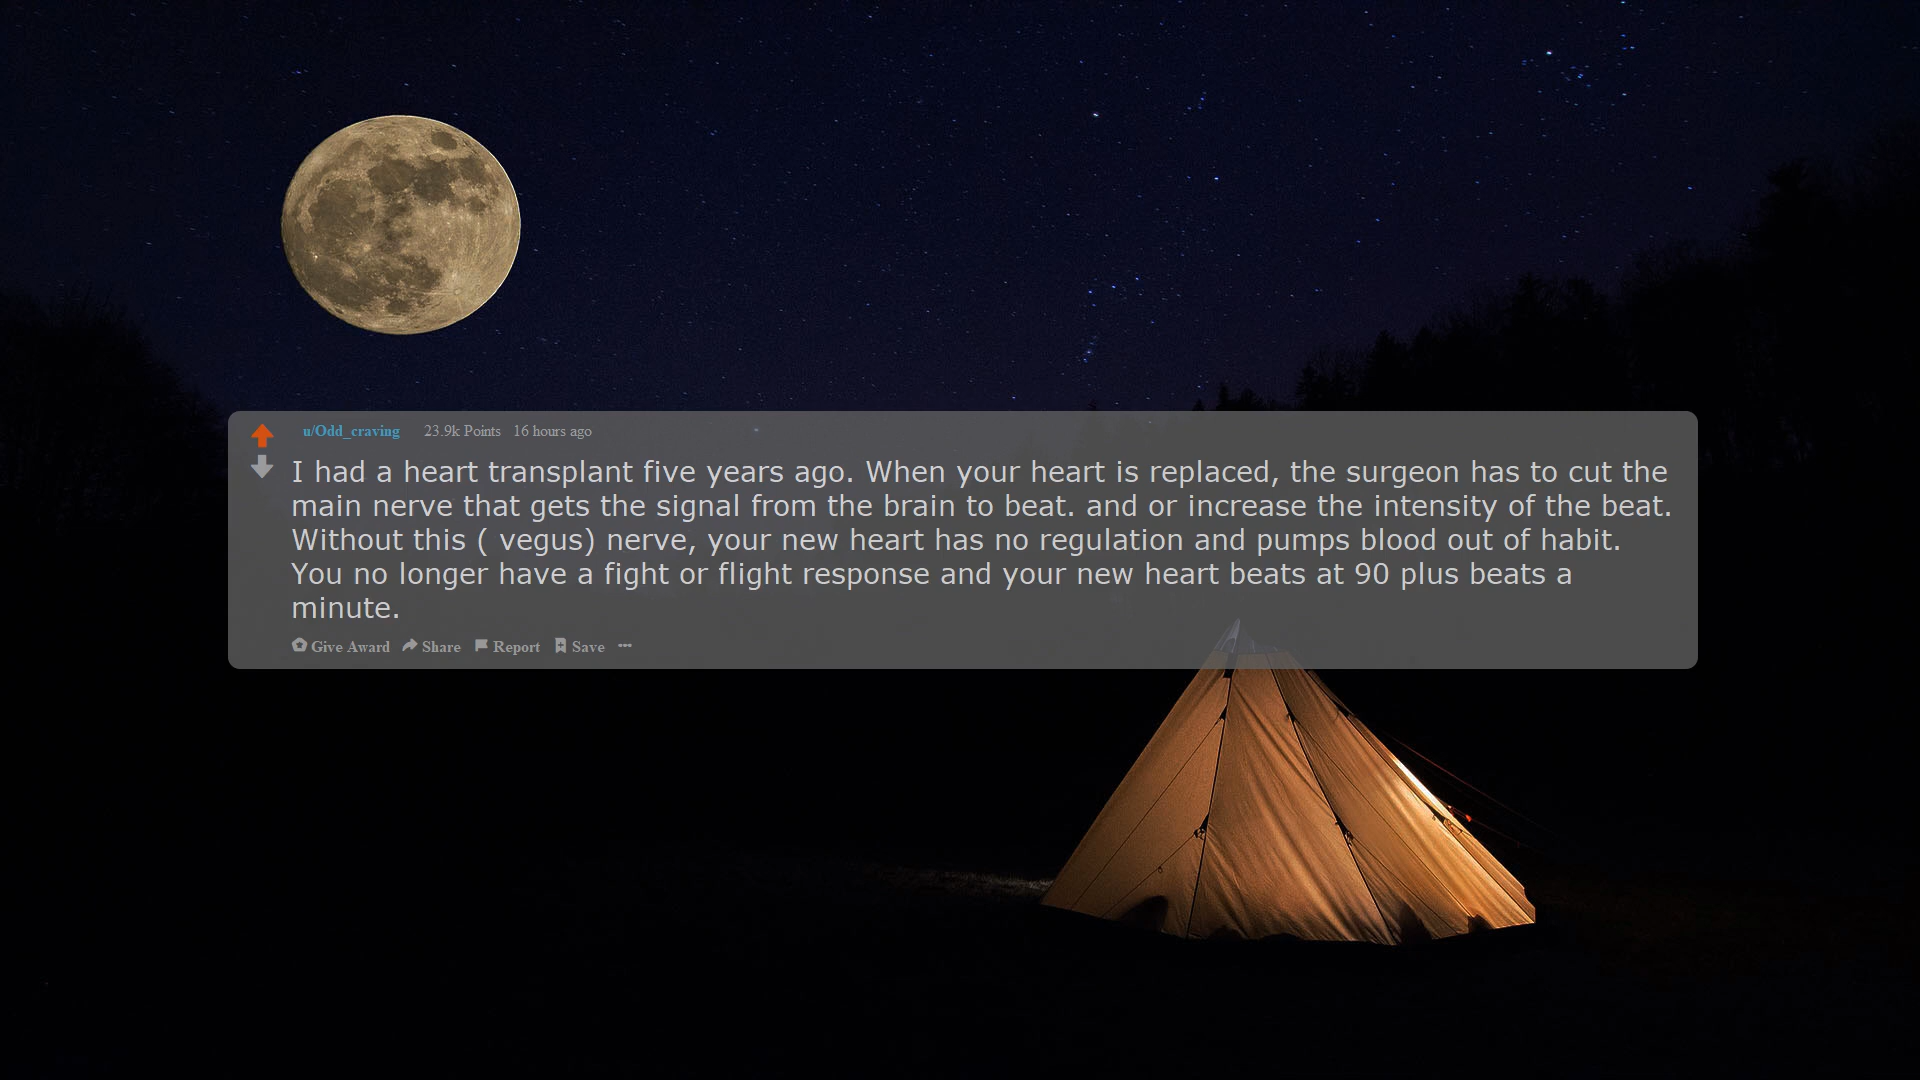 u/Odd_craving 23.9k Points 16 hours ago
I had a heart transplant five years ago. When your heart is replaced, the surgeon has to cut the
main nerve that gets the signal from the brain to beat. and or increase the intensity of the beat.
Without this ( vegus) nerve, your new heart has no regulation and pumps blood out of habit.
You no longer have a fight or flight response and your new heart beats at 90 plus beats a
minute.
Give Award Share Report Save ...